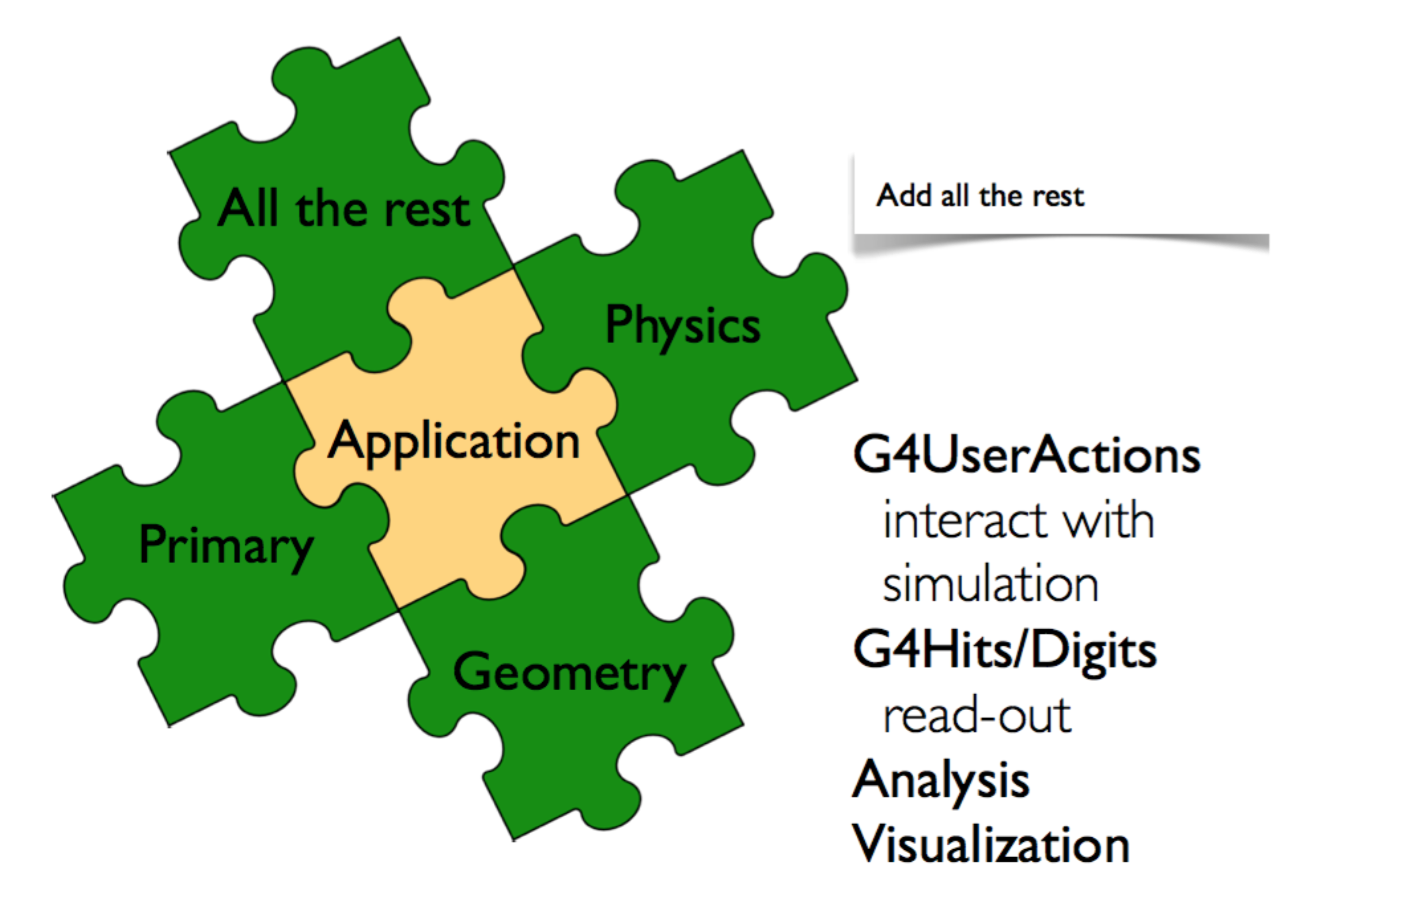 All the rest
Physics
Application
Primary
Geometry
Add all the rest
G4UserActions
interact with
simulation
G4Hits/Digits
read-out
Analysis
Visualization